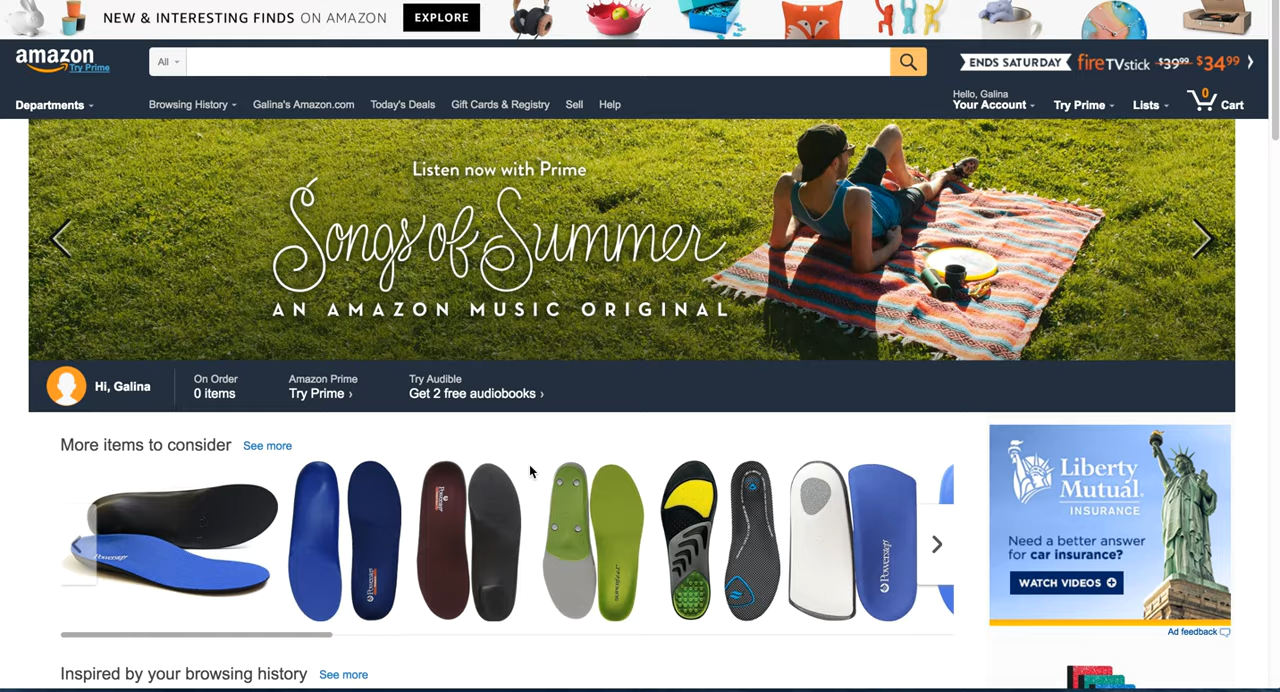 NEW & INTERESTING FINDS ON AMAZON EXPLORE
amazon
Try Prime
All
ENDS SATURDAY fireTVstick $39.99 $34.99
Departments
Browsing History Galina's Amazon.com Today's Deals Gift Cards & Registry Sell Help
Hello, Galina
Your Account Try Prime Lists 0 Cart
Listen now with Prime
Songs of Summer
AN AMAZON MUSIC ORIGINAL
Hi, Galina
On Order
0 items
Amazon Prime
Try Prime ›
Try Audible
Get 2 free audiobooks ›
More items to consider See more
Powerstep
Powerstep
Powerstep
Powerstep
Liberty
Mutual.
INSURANCE
Need a better answer
for car insurance?
WATCH VIDEOS
Ad feedback
Inspired by your browsing history See more